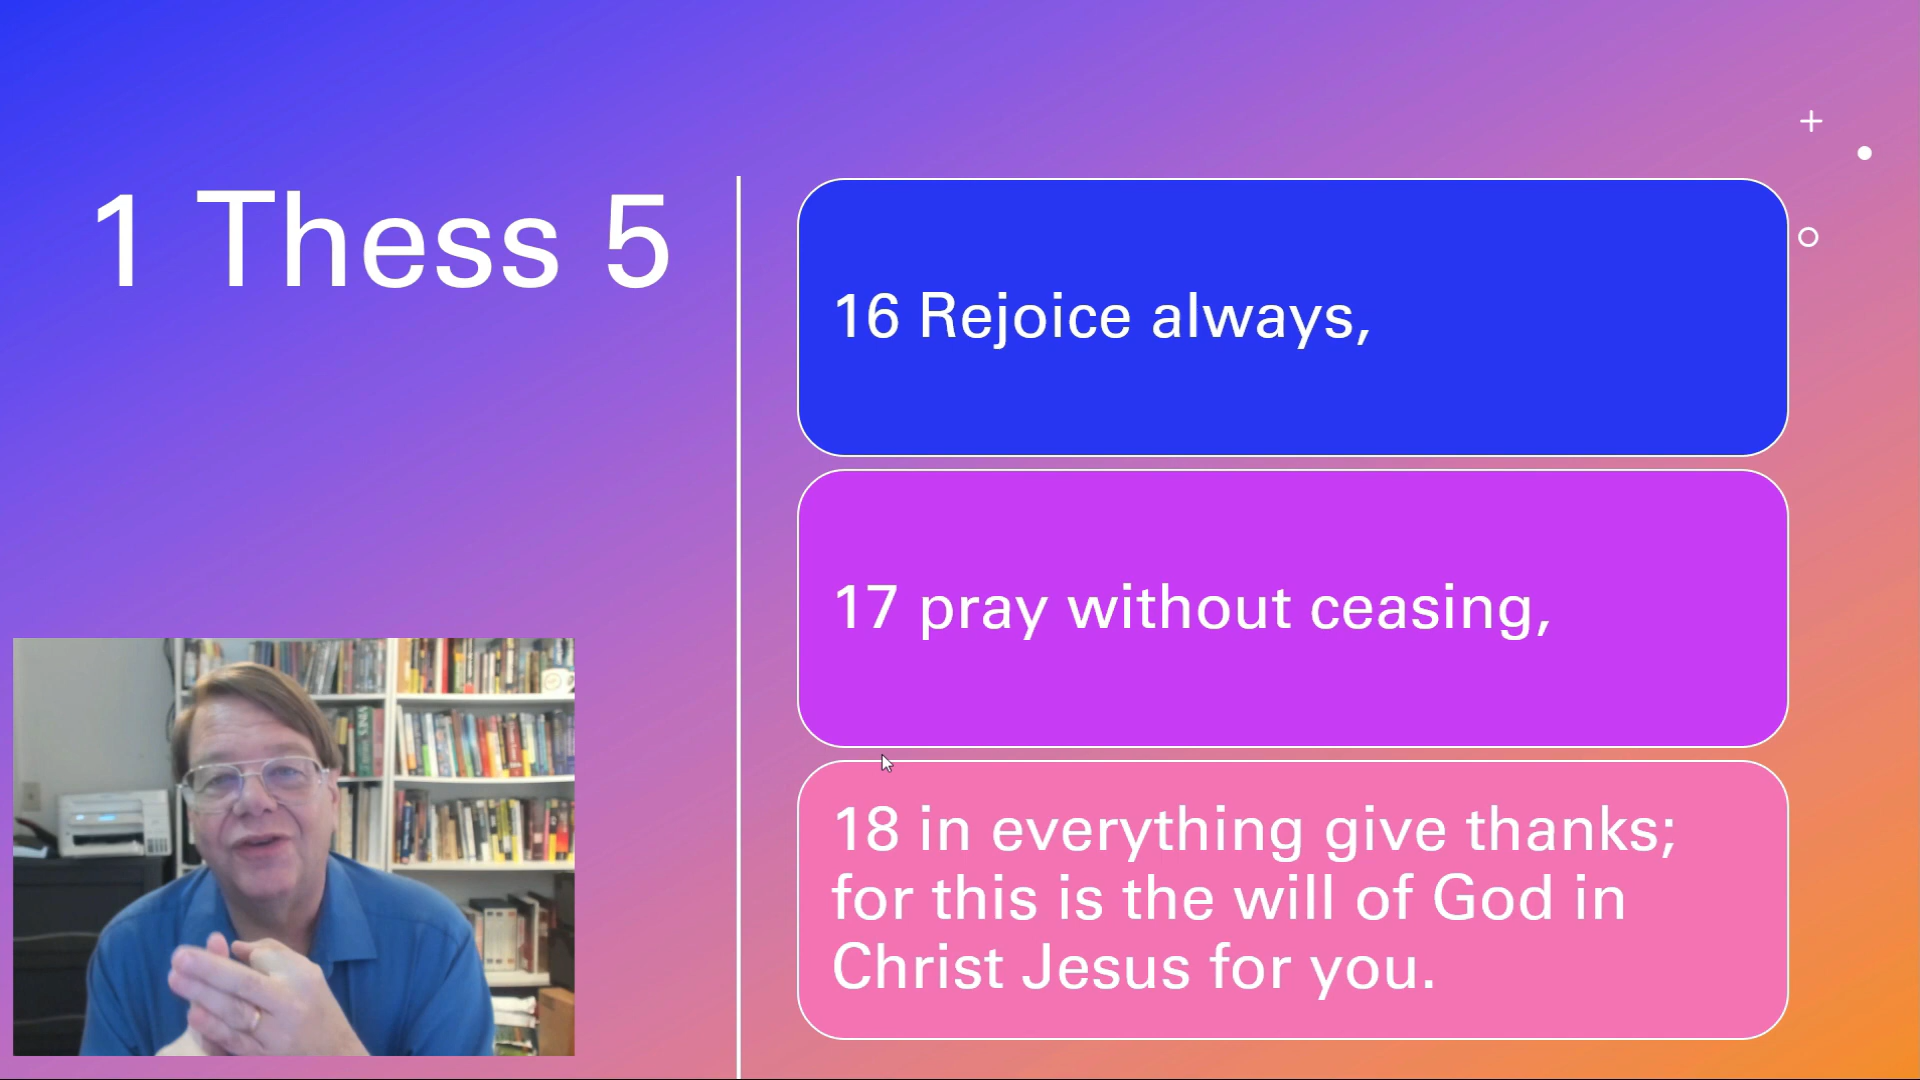 1 Thess 5
16 Rejoice always,
17 pray without ceasing,
18 in everything give thanks;
for this is the will of God in
Christ Jesus for you.